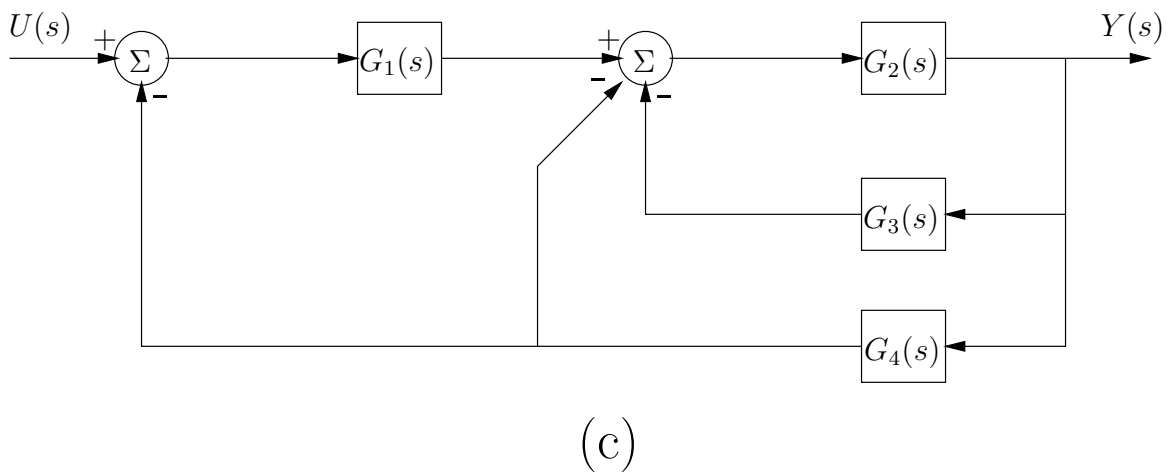 U(s)
Y(s)
+
Σ
-
G₁(s)
+
-
Σ
-
G₂(s)
G₃(s)
G₄(s)
(c)